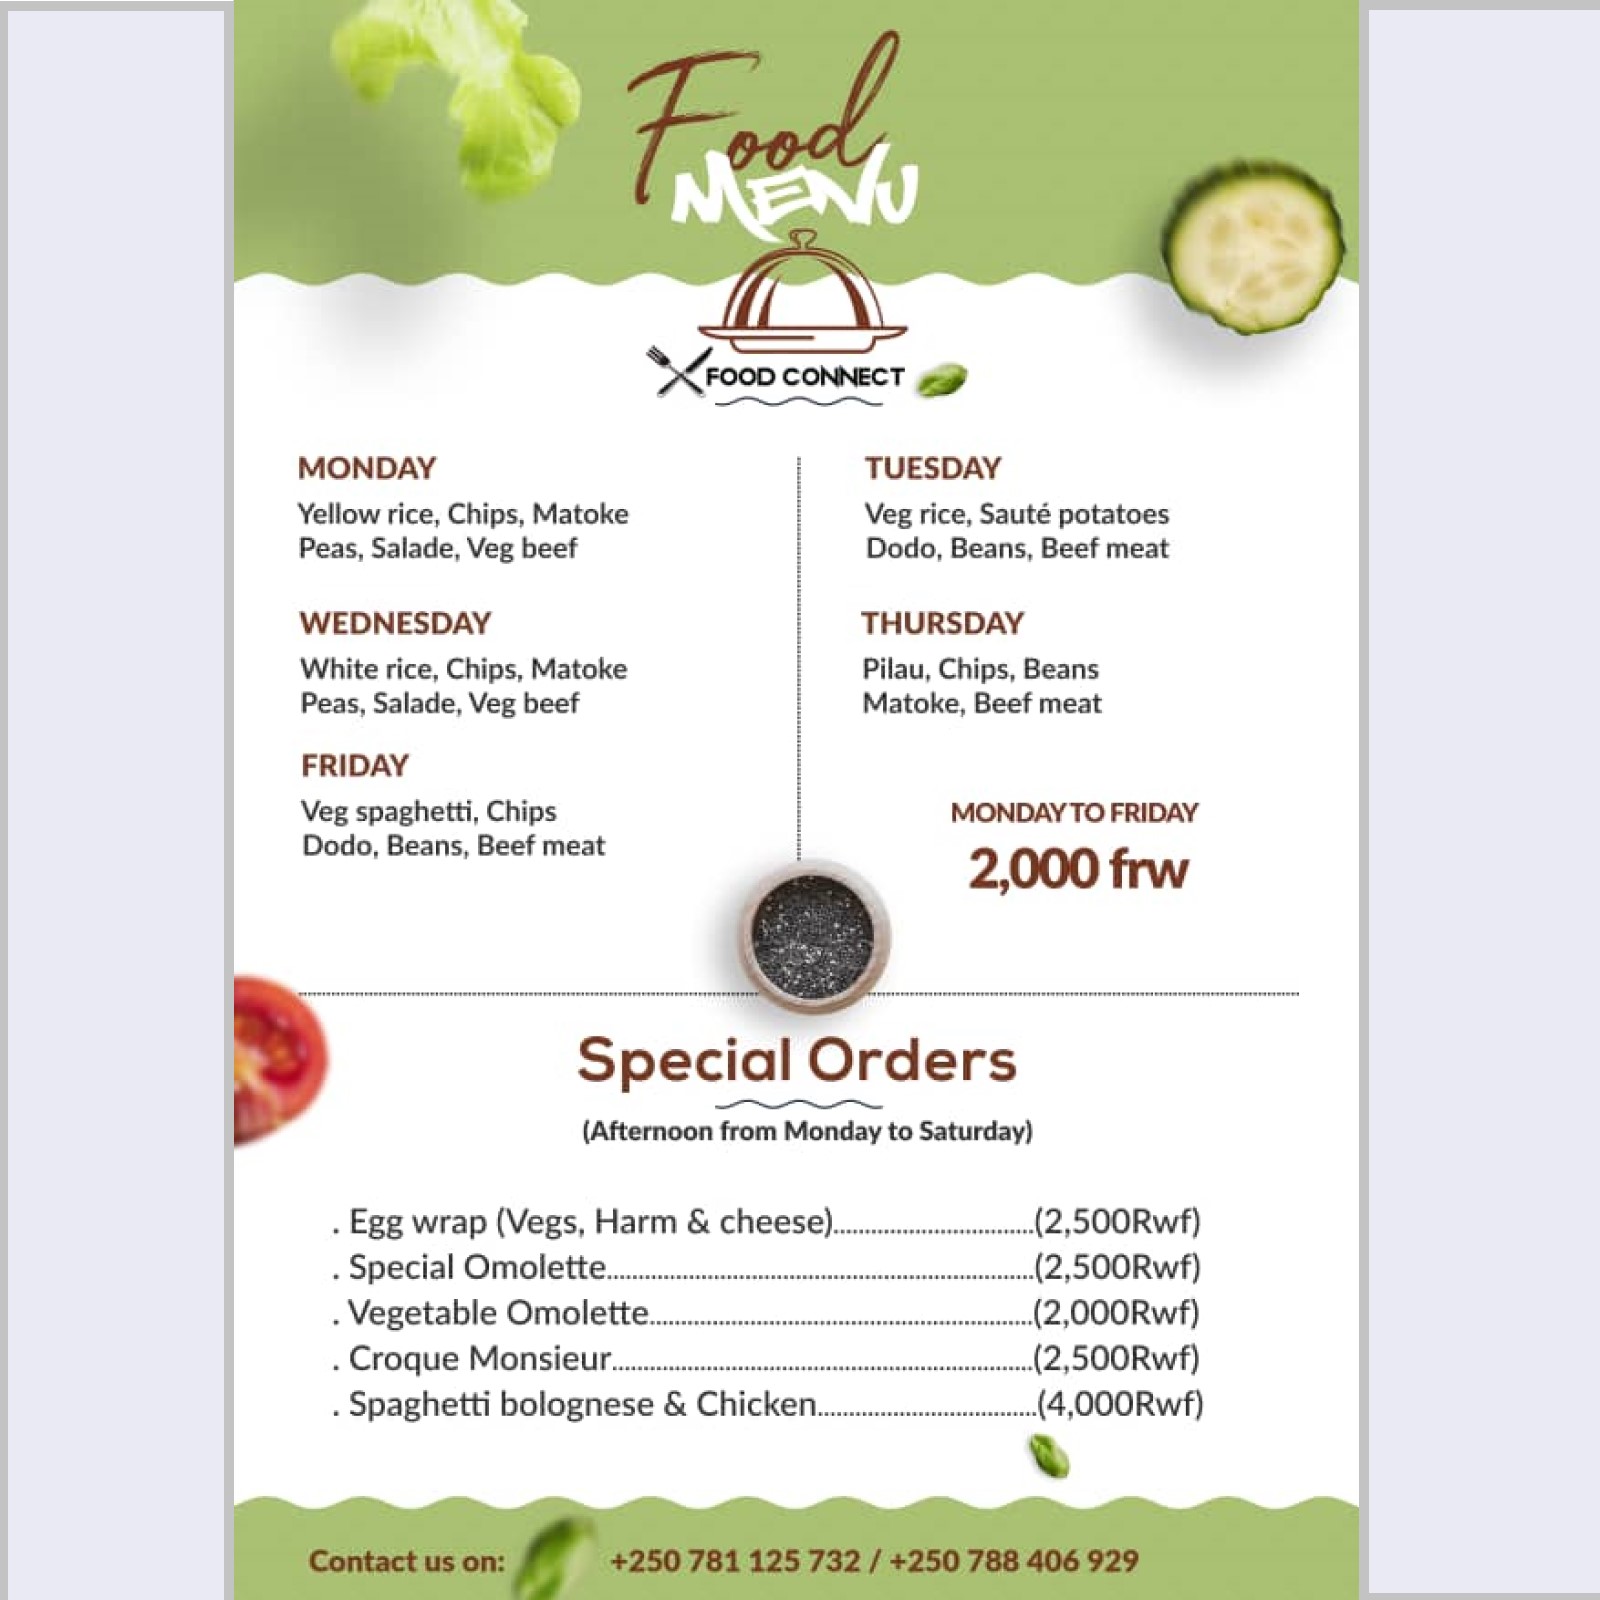 Food
MENU
FOOD CONNECT
MONDAY
Yellow rice, Chips, Matoke
Peas, Salade, Veg beef
TUESDAY
Veg rice, Sauté potatoes
Dodo, Beans, Beef meat
WEDNESDAY
White rice, Chips, Matoke
Peas, Salade, Veg beef
THURSDAY
Pilau, Chips, Beans
Matoke, Beef meat
FRIDAY
Veg spaghetti, Chips
Dodo, Beans, Beef meat
MONDAY TO FRIDAY
2,000 frw
Special Orders
(Afternoon from Monday to Saturday)
. Egg wrap (Vegs, Harm & cheese)................................(2,500Rwf)
. Special Omolette....................................................................(2,500Rwf)
. Vegetable Omolette.............................................................(2,000Rwf)
. Croque Monsieur...................................................................(2,500Rwf)
. Spaghetti bolognese & Chicken...................................(4,000Rwf)
Contact us on: +250 781 125 732 / +250 788 406 929